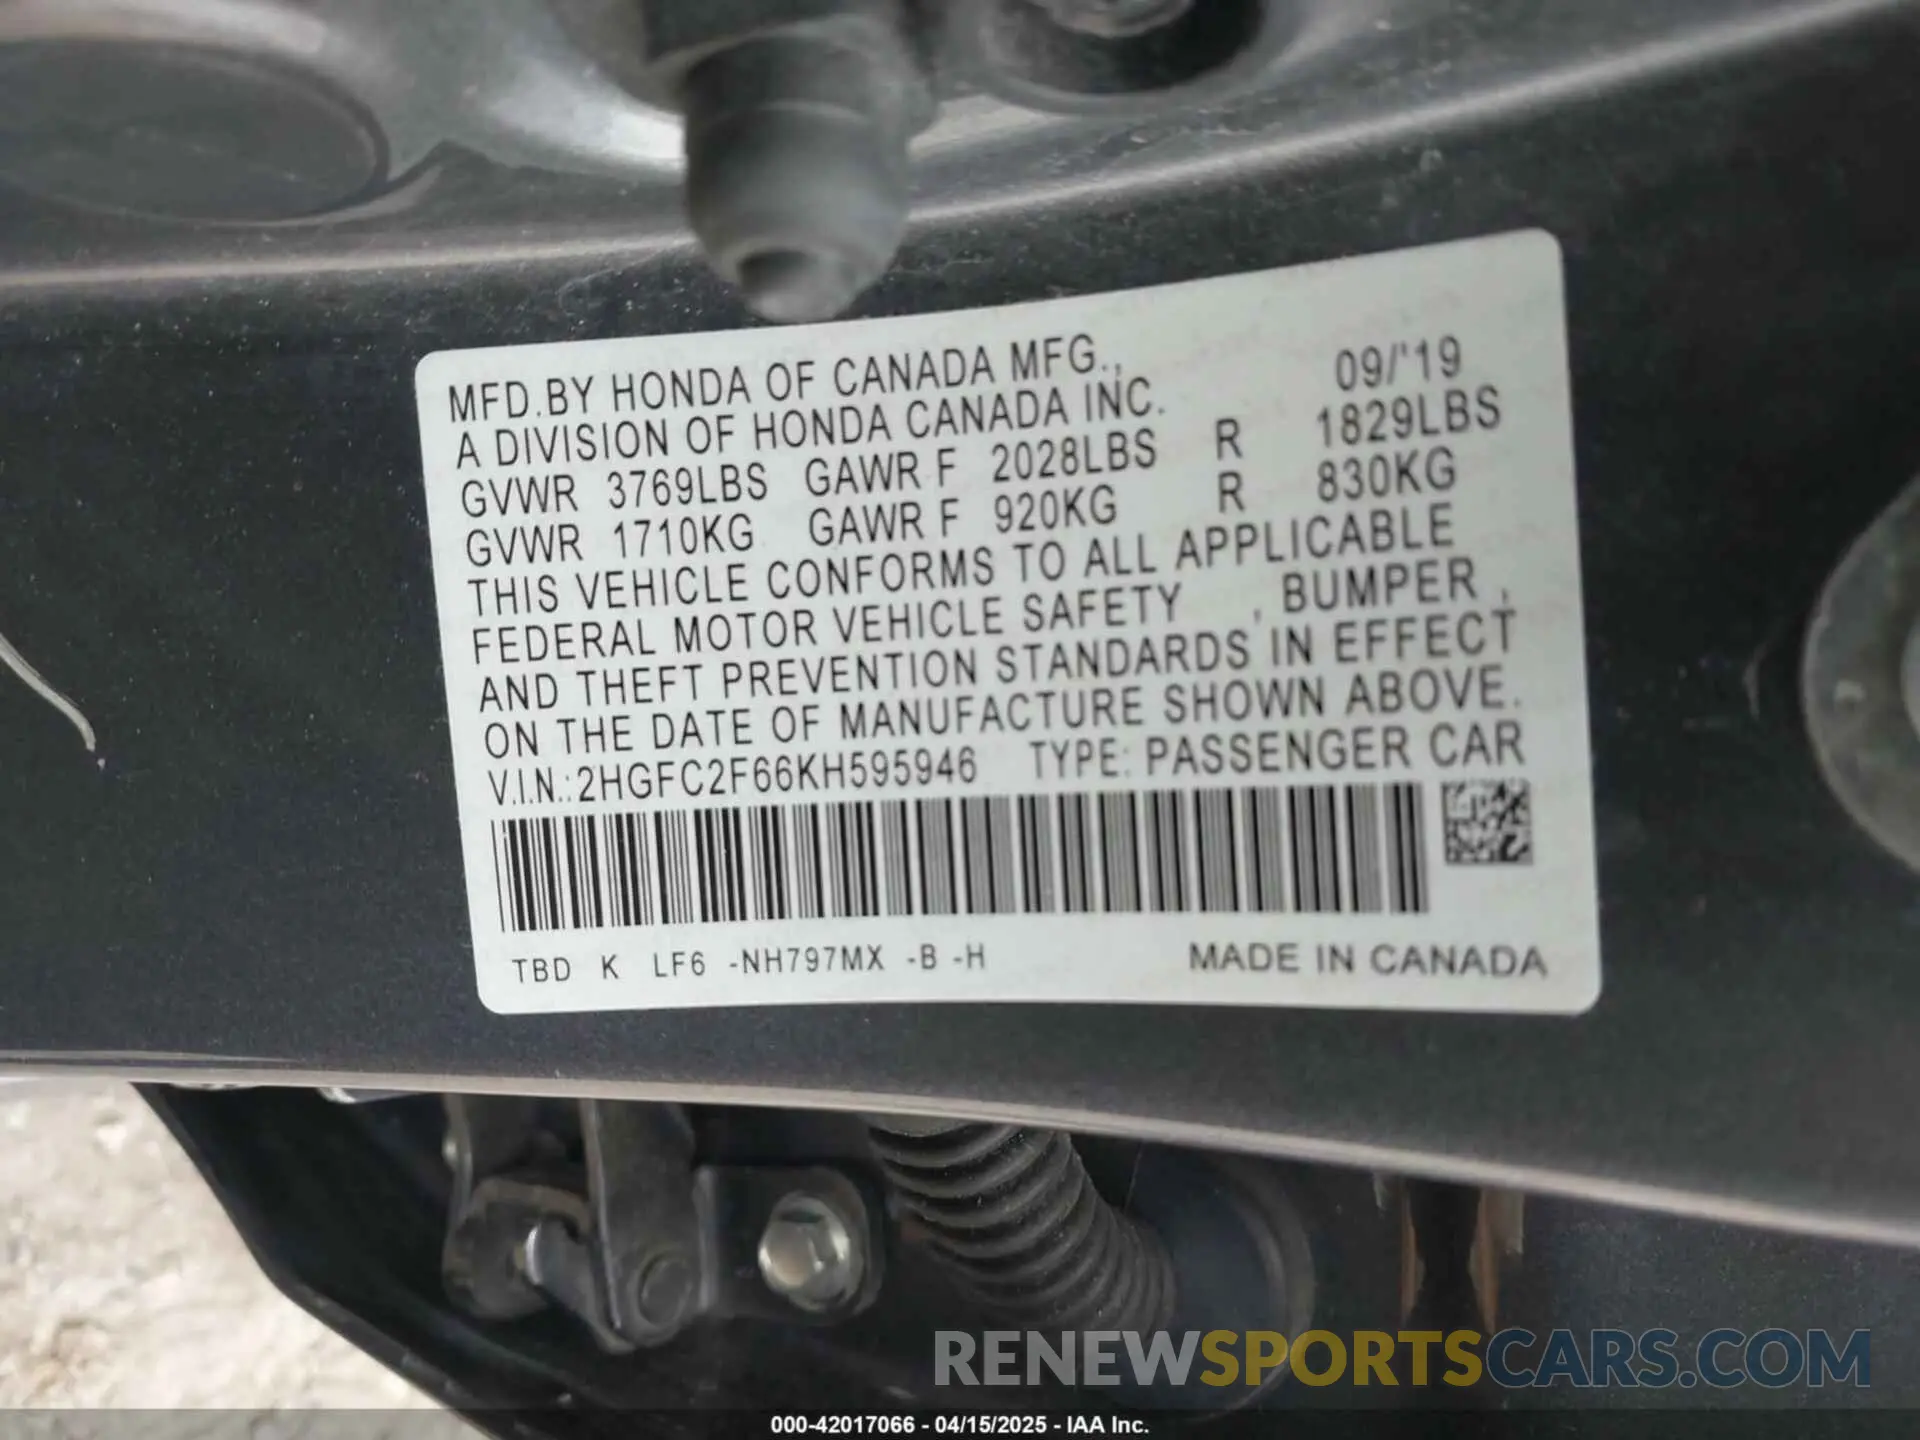 MFD.BY HONDA OF CANADA MFG., 09/'19
A DIVISION OF HONDA CANADA INC.
GVWR 3769LBS GAWR F 2028LBS R 1829LBS
GVWR 1710KG GAWR F 920KG R 830KG
THIS VEHICLE CONFORMS TO ALL APPLICABLE
FEDERAL MOTOR VEHICLE SAFETY , BUMPER ,
AND THEFT PREVENTION STANDARDS IN EFFECT
ON THE DATE OF MANUFACTURE SHOWN ABOVE.
V.I.N.:2HGFC2F66KH595946 TYPE: PASSENGER CAR
TBD K LF6 -NH797MX -B -H MADE IN CANADA
RENEWSPORTSCARS.COM
000-42017066 - 04/15/2025 - IAA Inc.